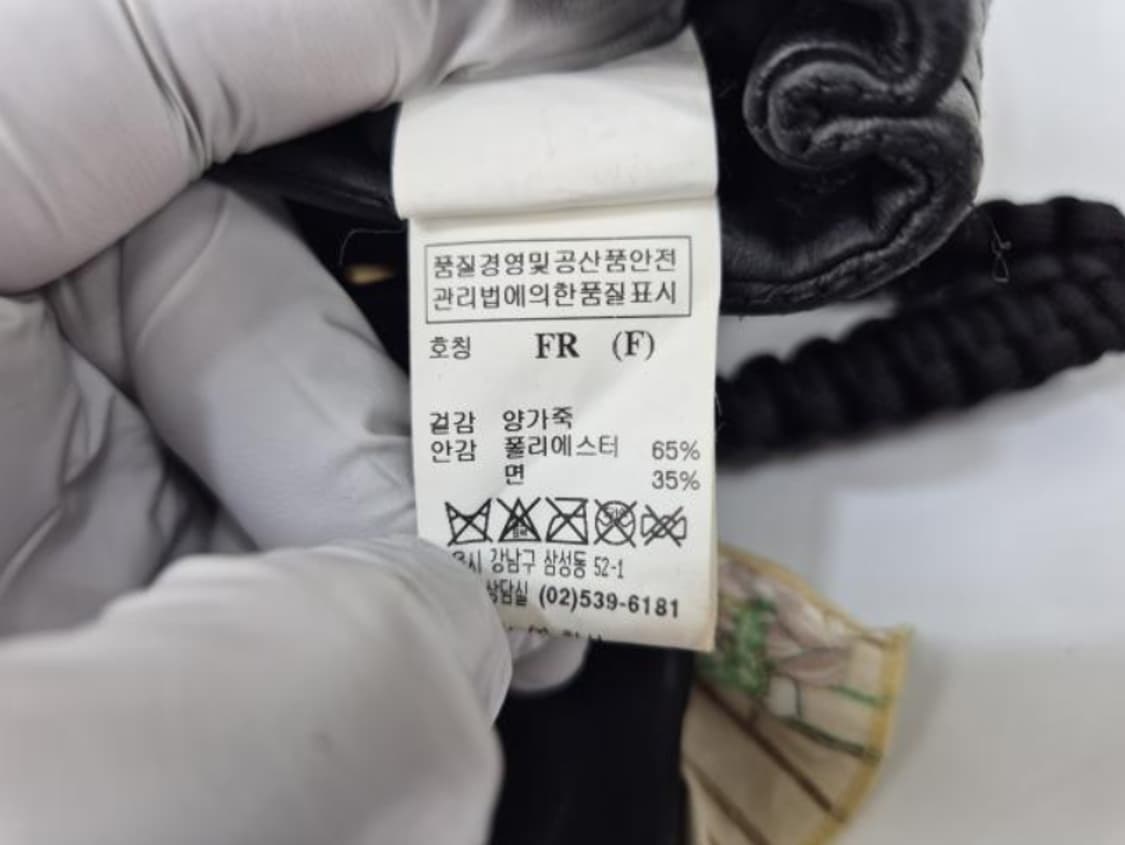 품질경영및공산품안전
관리법에의한품질표시
호칭 FR (F)
겉감 양가죽
안감 폴리에스터 65%
면 35%
강남구 삼성동 52-1
상담실 (02)539-6181